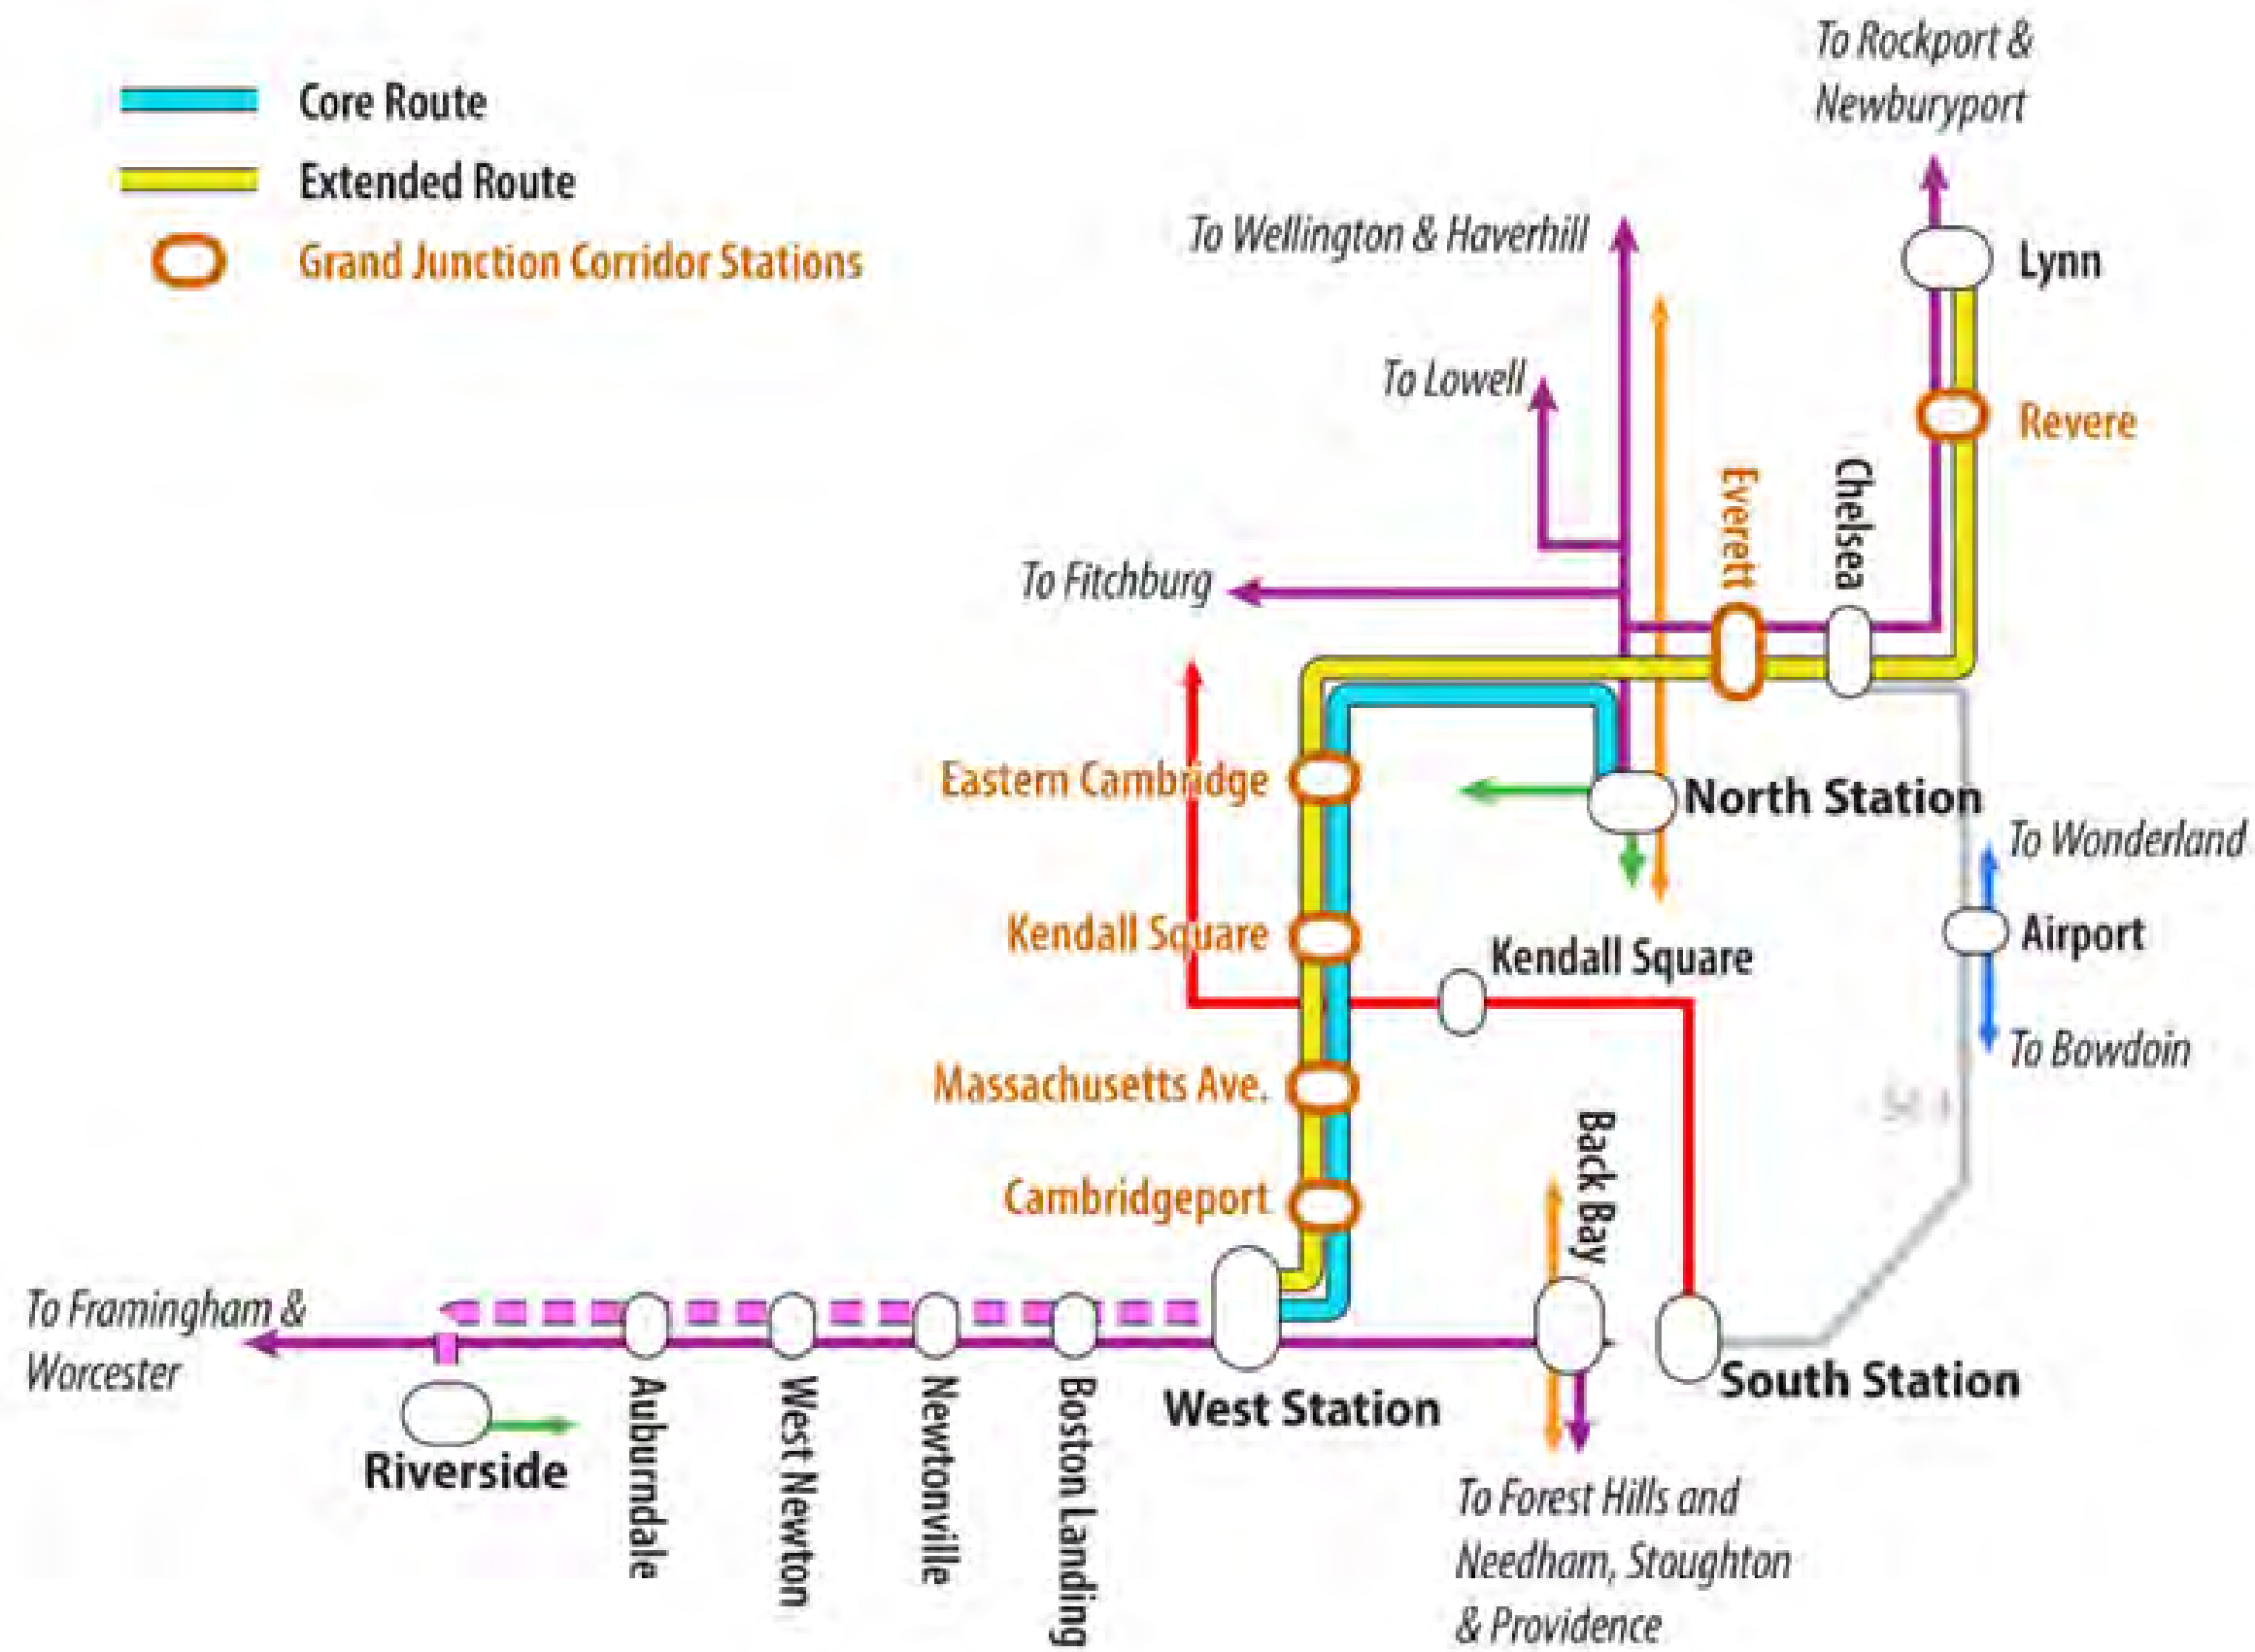 To Rockport &
Newburyport
Core Route
Extended Route
Grand Junction Corridor Stations
To Wellington & Haverhill
Lynn
To Lowell
Revere
Everett
Chelsea
To Fitchburg
Eastern Cambridge
North Station
To Wonderland
Kendall Square
Kendall Square
Airport
To Bowdoin
Massachusetts Ave.
Back Bay
Cambridgeport
To Framingham &
Worcester
South Station
West Station
Riverside
Auburndale
West Newton
Newtonville
Boston Landing
To Forest Hills and
Needham, Stoughton
& Providence